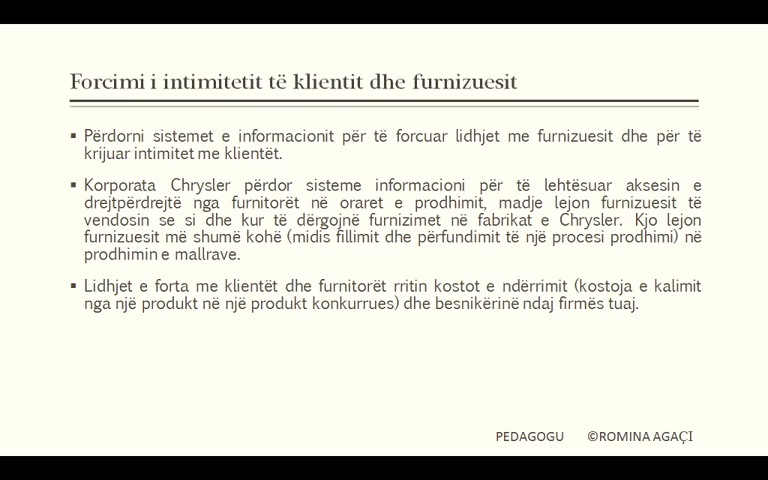 Forcimi i intimitetit të klientit dhe furnizuesit
▪ Përdorni sistemet e informacionit për të forcuar lidhjet me furnizuesit dhe për të
krijuar intimitet me klientët.
▪ Korporata Chrysler përdor sisteme informacioni për të lehtësuar aksesin e
drejtpërdrejtë nga furnitorët në oraret e prodhimit, madje lejon furnizuesit të
vendosin se si dhe kur të dërgojnë furnizimet në fabrikat e Chrysler. Kjo lejon
furnizuesit më shumë kohë (midis fillimit dhe përfundimit të një procesi prodhimi) në
prodhimin e mallrave.
▪ Lidhjet e forta me klientët dhe furnitorët rritin kostot e ndërrimit (kostoja e kalimit
nga një produkt në një produkt konkurrues) dhe besnikërinë ndaj firmës tuaj.
PEDAGOGU ©ROMINA AGAÇI